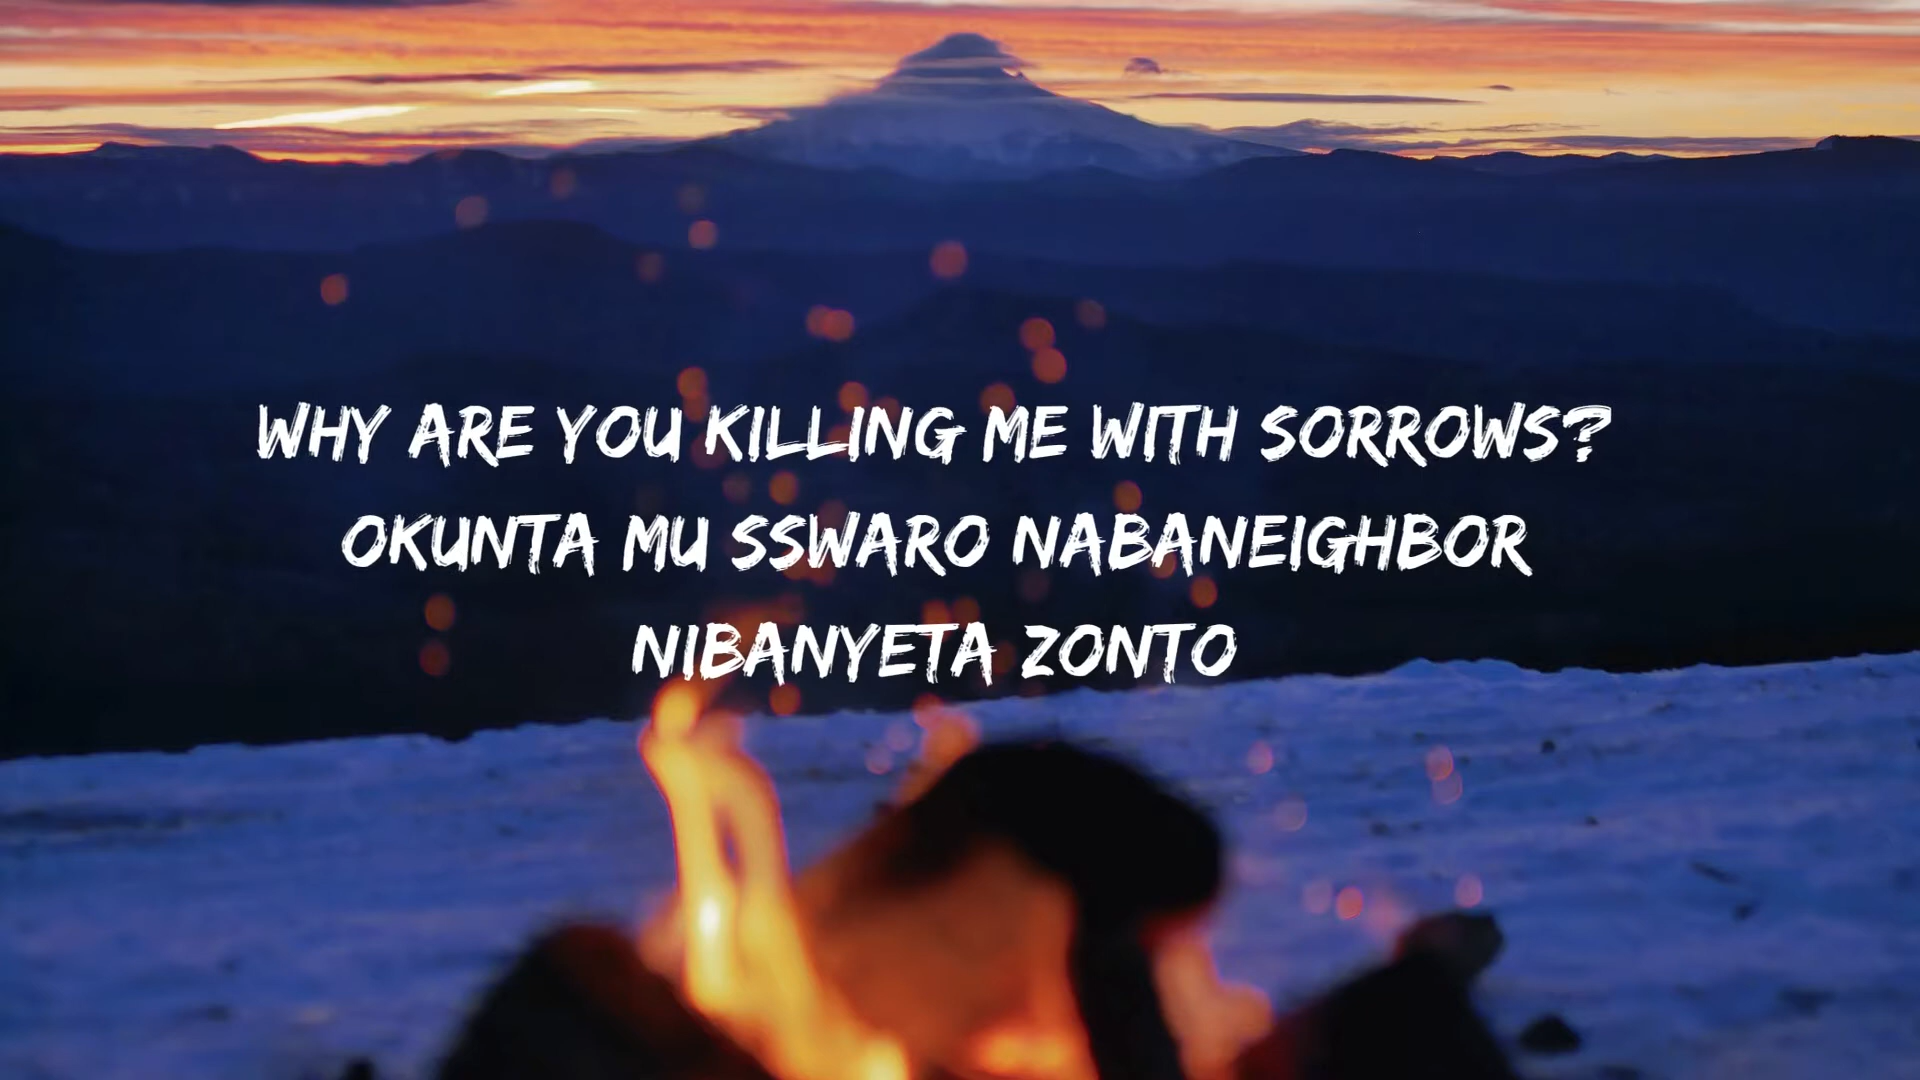 WHY ARE YOU KILLING ME WITH SORROWS?
OKUNTA MU SSWARO NABANEIGHBOR
NIBANYETA ZONTO